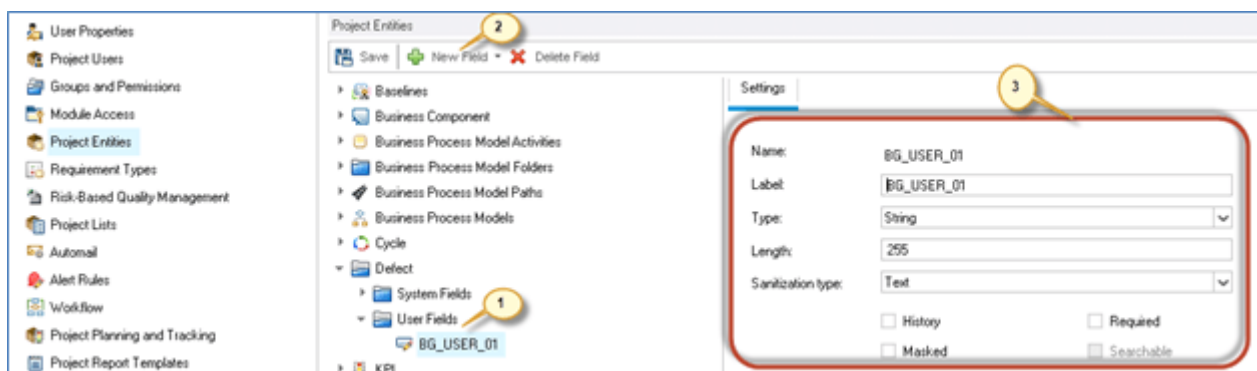 User Properties
Project Users
Groups and Permissions
Module Access
Project Entities
Requirement Types
Risk-Based Quality Management
Project Lists
Automail
Alert Rules
Workflow
Project Planning and Tracking
Project Report Templates
Project Entities
2
Save New Field Delete Field
Baselines
Business Component
Business Process Model Activities
Business Process Model Folders
Business Process Model Paths
Business Process Models
Cycle
Defect
System Fields
1
User Fields
BG_USER_01
KPI
Settings
3
Name: BG_USER_01
Label: BG_USER_01
Type: String
Length: 255
Sanitization type: Text
History Required
Masked Searchable